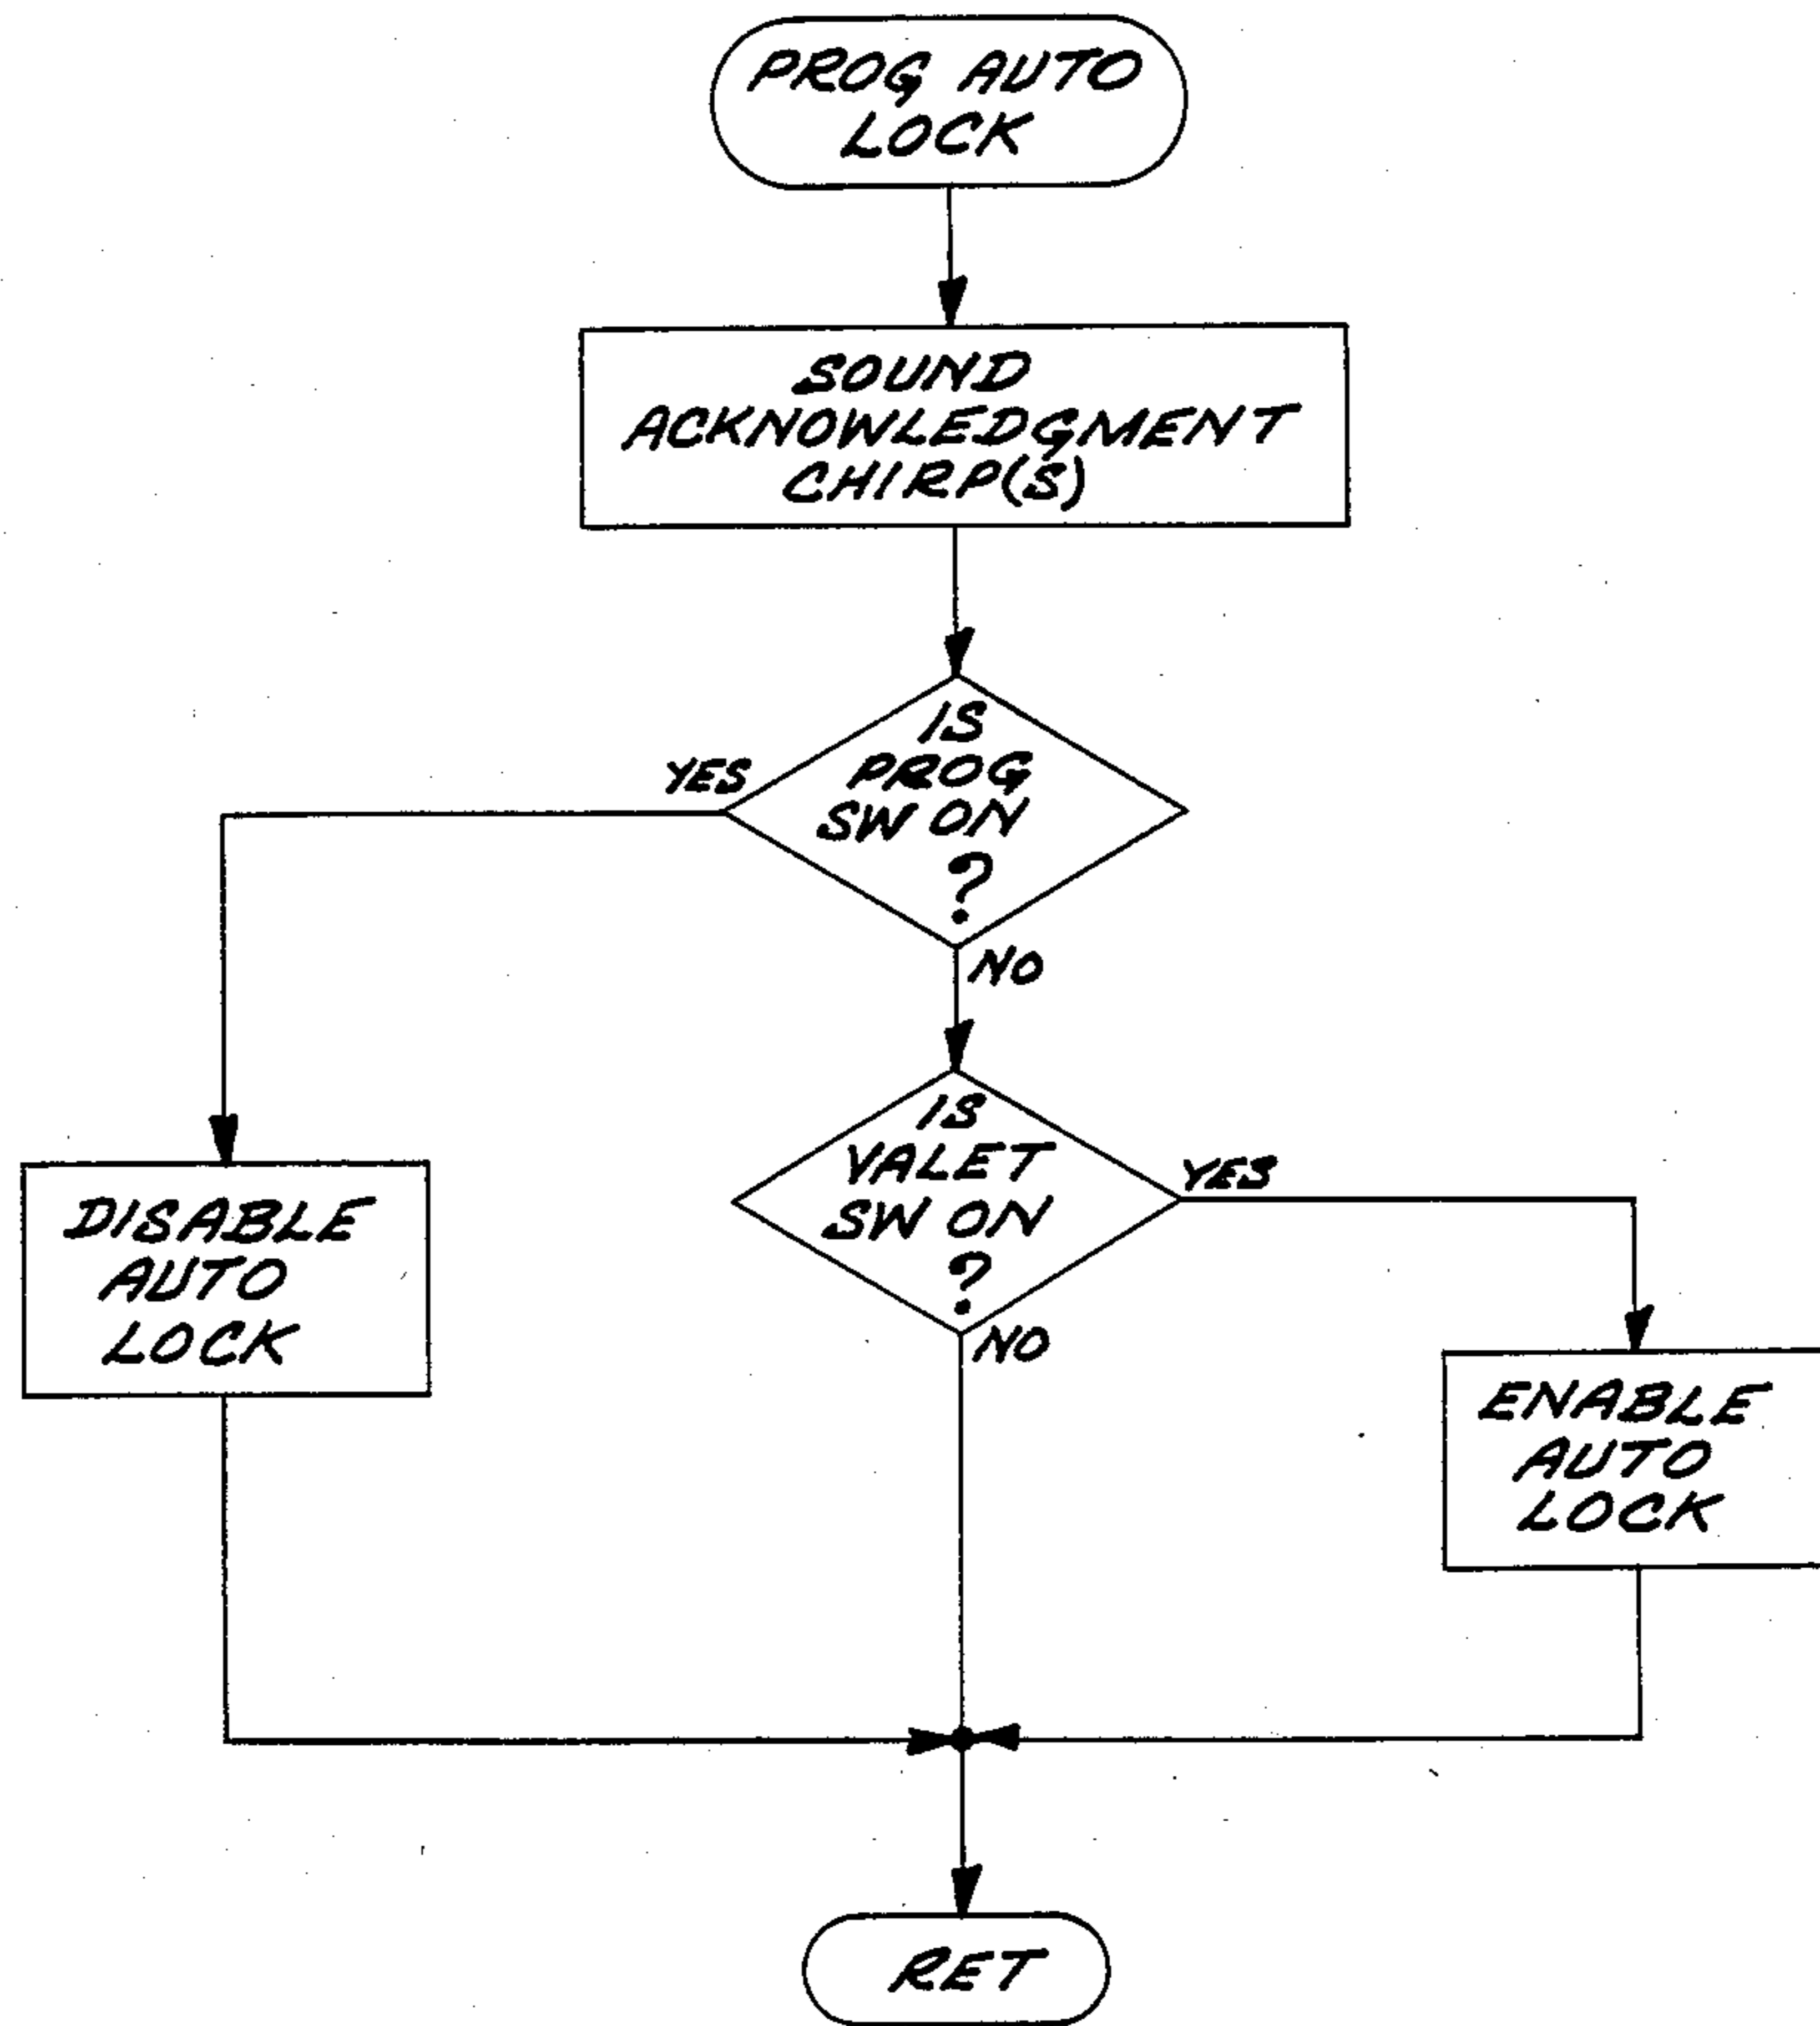 PROG AUTO
LOCK
SOUND
ACKNOWLEDGMENT
CHIRP(S)
IS
PROG
SW ON
?
YES
NO
IS
VALET
SW ON
?
YES
NO
DISABLE
AUTO
LOCK
ENABLE
AUTO
LOCK
RET